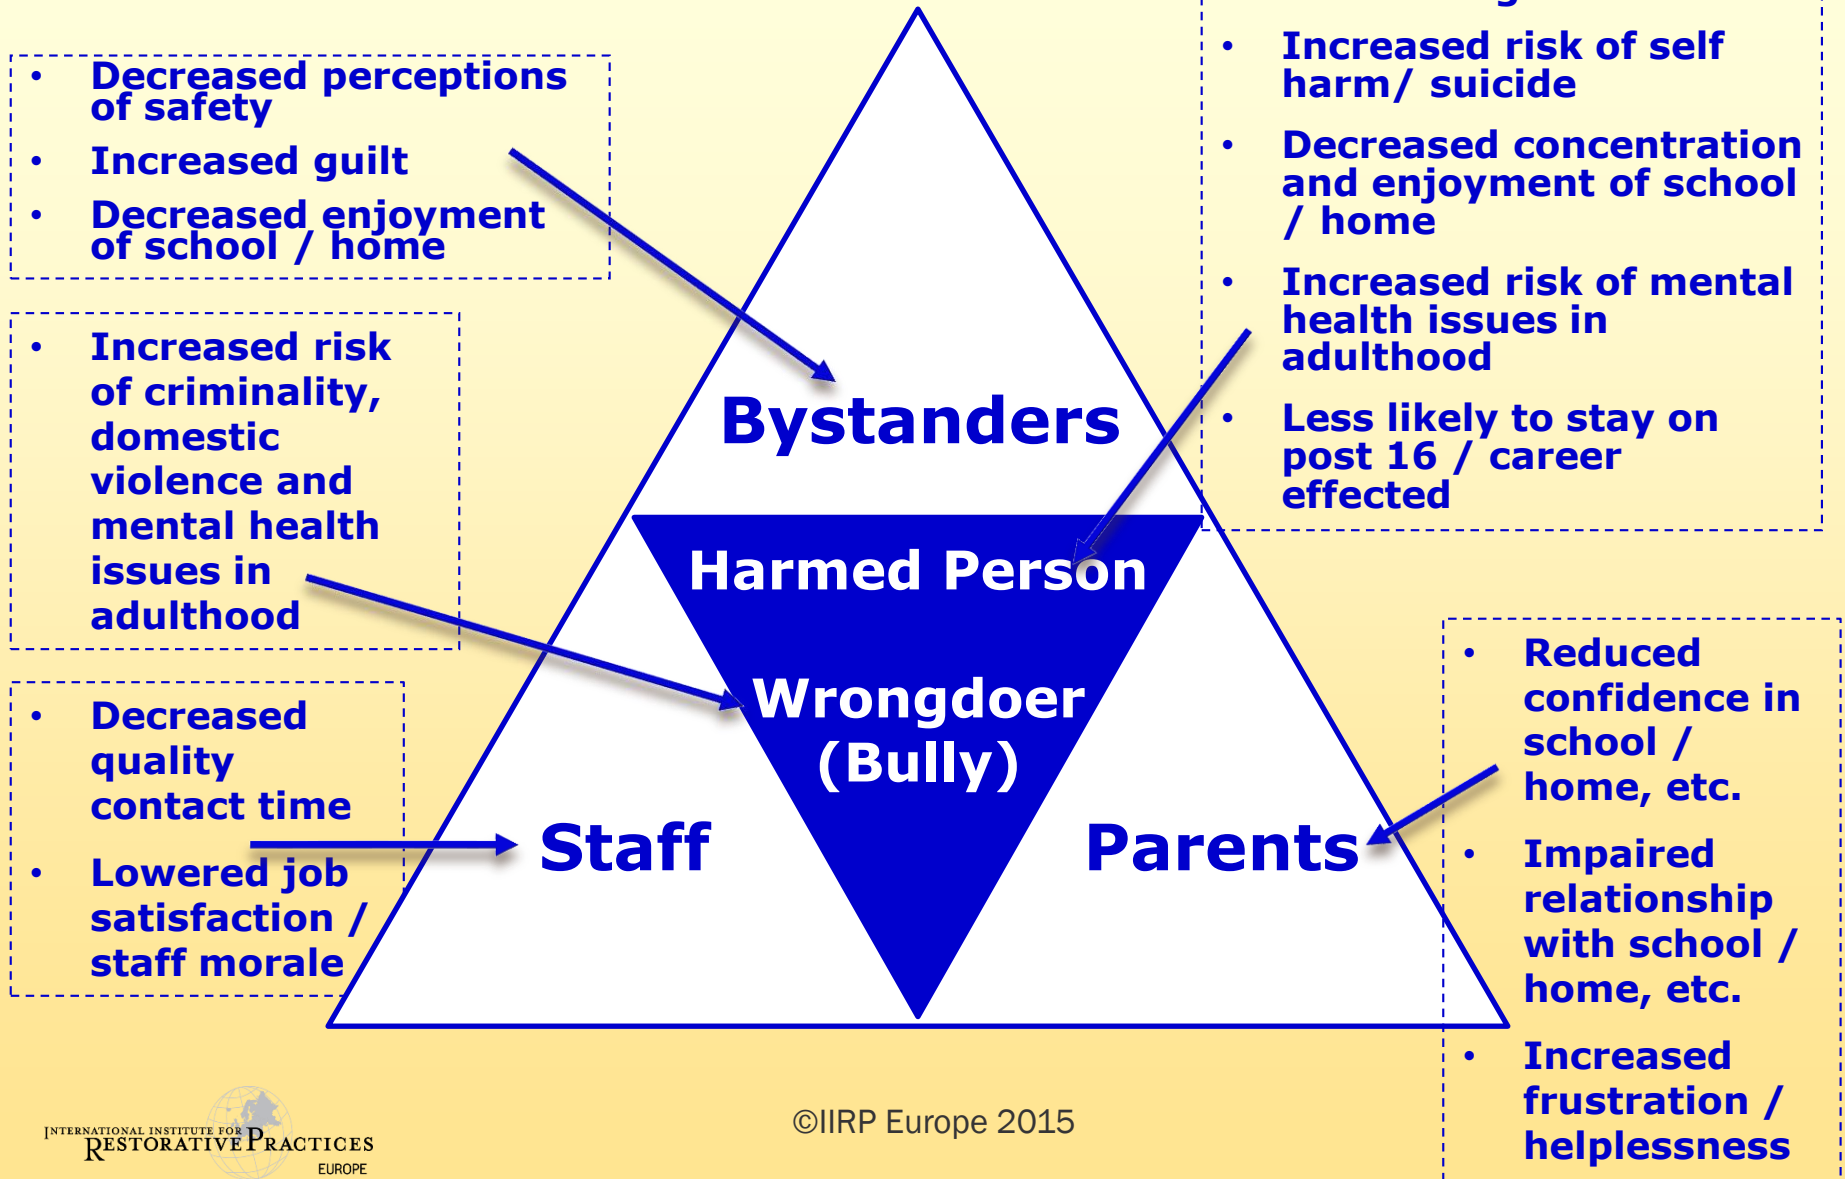 • Decreased perceptions
of safety
• Increased guilt
• Decreased enjoyment
of school / home
• Increased risk
of criminality,
domestic
violence and
mental health
issues in
adulthood
• Decreased
quality
contact time
• Lowered job
satisfaction /
staff morale
Bystanders
Harmed Person
Wrongdoer
(Bully)
Staff
Parents
• Increased risk of self
harm/ suicide
• Decreased concentration
and enjoyment of school
/ home
• Increased risk of mental
health issues in
adulthood
• Less likely to stay on
post 16 / career
effected
• Reduced
confidence in
school /
home, etc.
• Impaired
relationship
with school /
home, etc.
• Increased
frustration /
helplessness
INTERNATIONAL INSTITUTE FOR
RESTORATIVE PRACTICES
EUROPE
©IIRP Europe 2015